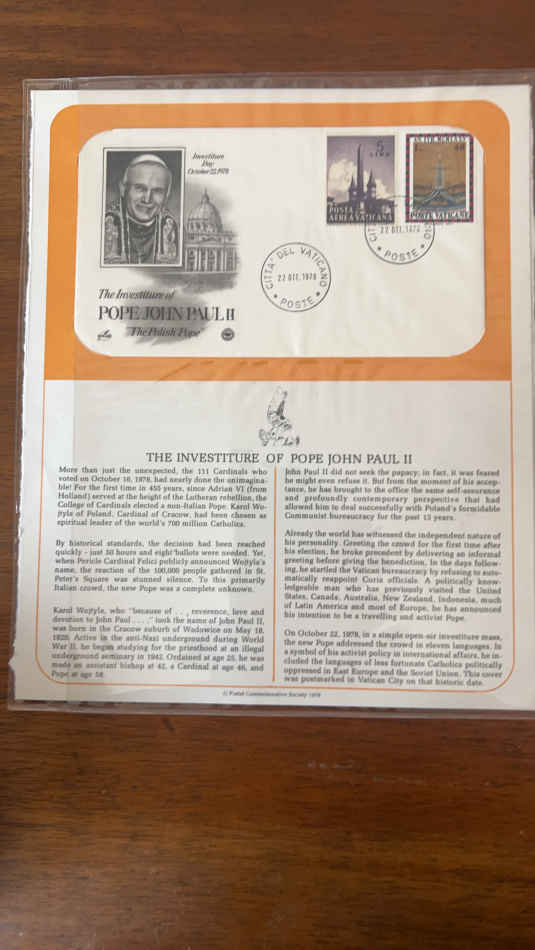 Investiture
Day
October 22, 1978
5
LIRE
POSTA
AEREA VATICANA
POSTE VATICANE
CITTA' DEL VATICANO
22 OTT. 1978
* POSTE *
22 OTT. 1978
* POSTE *
The Investiture of
POPE JOHN PAUL II
"The Polish Pope"
THE INVESTITURE OF POPE JOHN PAUL II
More than just the unexpected, the 111 Cardinals who
voted on October 16, 1978, had nearly done the unimagina-
ble! For the first time in 455 years, since Adrian VI (from
Holland) served at the height of the Lutheran rebellion, the
College of Cardinals elected a non-Italian Pope. Karol Wo-
jtyla of Poland, Cardinal of Cracow, had been chosen as
spiritual leader of the world's 700 million Catholics.
By historical standards, the decision had been reached
quickly - just 50 hours and eight ballots were needed. Yet,
when Pericle Cardinal Felici publicly announced Wojtyla's
name, the reaction of the 100,000 people gathered in St.
Peter's Square was stunned silence. To this primarily
Italian crowd, the new Pope was a complete unknown.
Karol Wojtyla, who "because of . . , reverence, love and
devotion to John Paul . . . ." took the name of John Paul II,
was born in the Cracow suburb of Wadowice on May 18,
1920. Active in the anti-Nazi underground during World
War II, he began studying for the priesthood at an illegal
underground seminary in 1942. Ordained at age 25, he was
made an assistant bishop at 42, a Cardinal at 46, and
Pope at age 58.
John Paul II did not seek the papacy; in fact, it was feared
he might even refuse it. But from the moment of his accep-
tance, he has brought to the office the same self-assurance
and profoundly contemporary perspective that had
allowed him to deal successfully with Poland's formidable
Communist bureaucracy for the past 15 years.
Already the world has witnessed the independent nature of
his personality. Greeting the crowd for the first time after
his election, he broke precedent by delivering an informal
greeting before giving the benediction. In the days follow-
ing, he startled the Vatican bureaucracy by refusing to auto-
matically reappoint Curia officials. A politically know-
ledgeable man who has previously visited the United
States, Canada, Australia, New Zealand, Indonesia, much
of Latin America and most of Europe, he has announced
his intention to be a travelling and activist Pope.
On October 22, 1978, in a simple open-air investiture mass,
the new Pope addressed the crowd in eleven languages. In
a symbol of his activist policy in international affairs, he in-
cluded the languages of less fortunate Catholics politically
oppressed in East Europe and the Soviet Union. This cover
was postmarked in Vatican City on that historic date.
© Postal Commemorative Society 1978